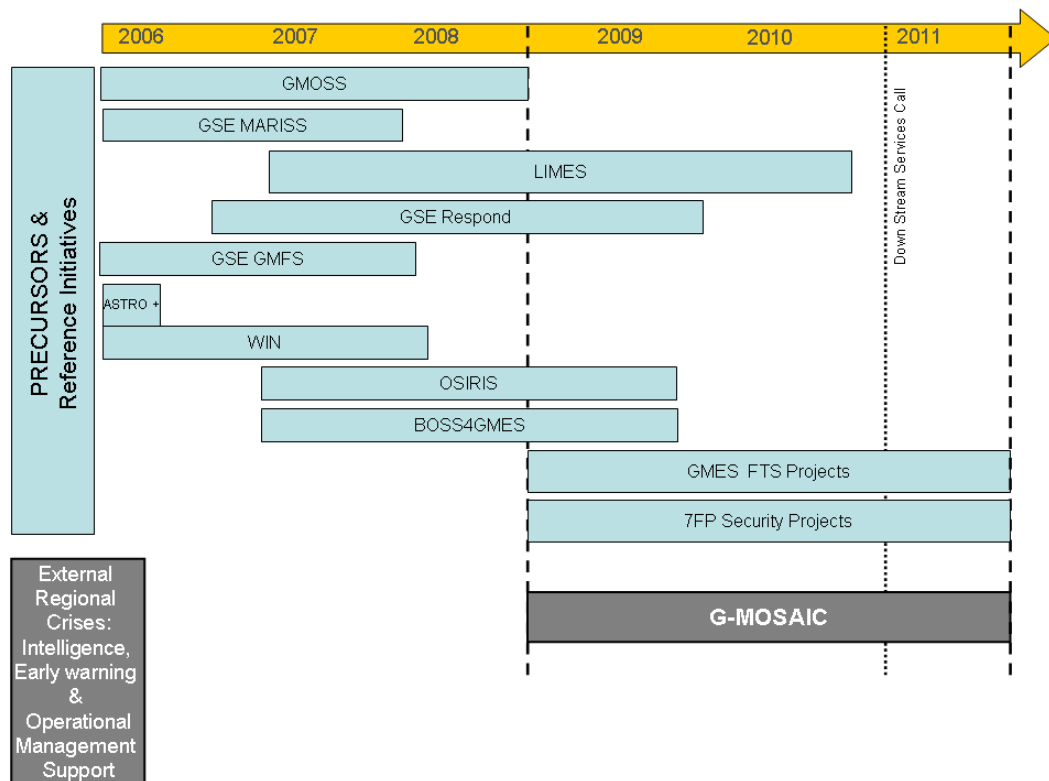 2006 2007 2008 2009 2010 2011
PRECURSORS &
Reference Initiatives
GMOSS
GSE MARISS
LIMES
GSE Respond
GSE GMFS
ASTRO +
WIN
OSIRIS
BOSS4GMES
GMES FTS Projects
7FP Security Projects
Down Stream Services Call
External
Regional
Crises:
Intelligence,
Early warning
&
Operational
Management
Support
G-MOSAIC